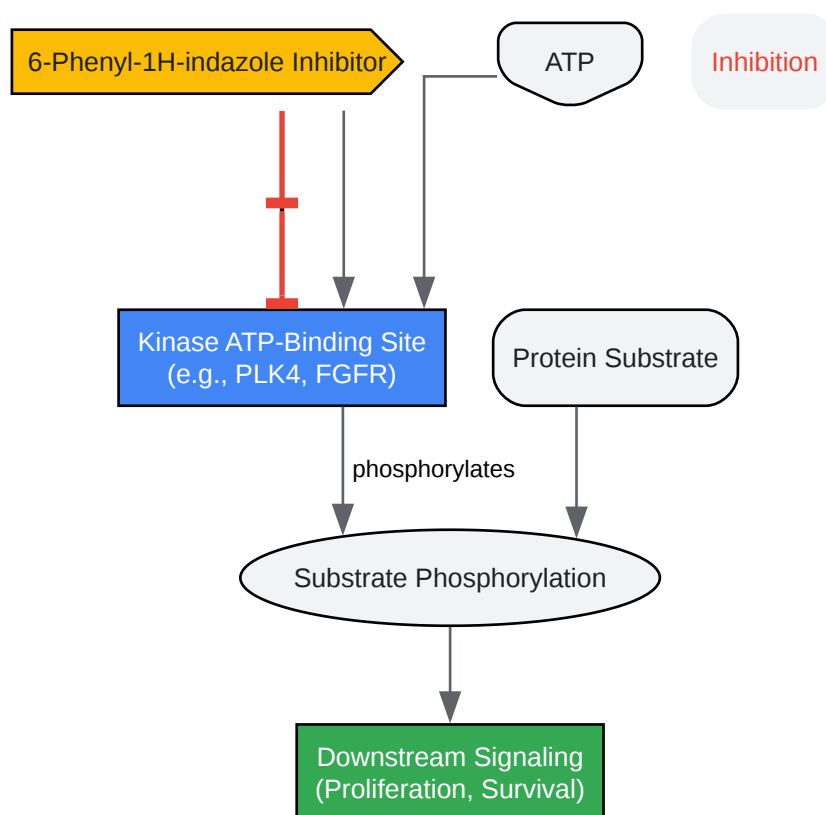 6-Phenyl-1H-indazole Inhibitor
ATP
Inhibition
Kinase ATP-Binding Site
(e.g., PLK4, FGFR)
Protein Substrate
phosphorylates
Substrate Phosphorylation
Downstream Signaling
(Proliferation, Survival)